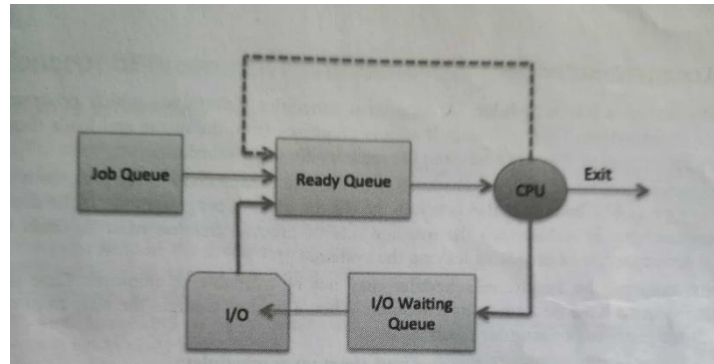 Job Queue
Ready Queue
CPU
Exit
I/O
I/O Waiting
Queue